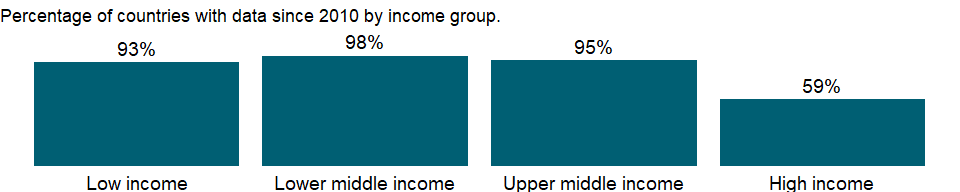 Percentage of countries with data since 2010 by income group.
93% 98% 95% 59%
Low income Lower middle income Upper middle income High income